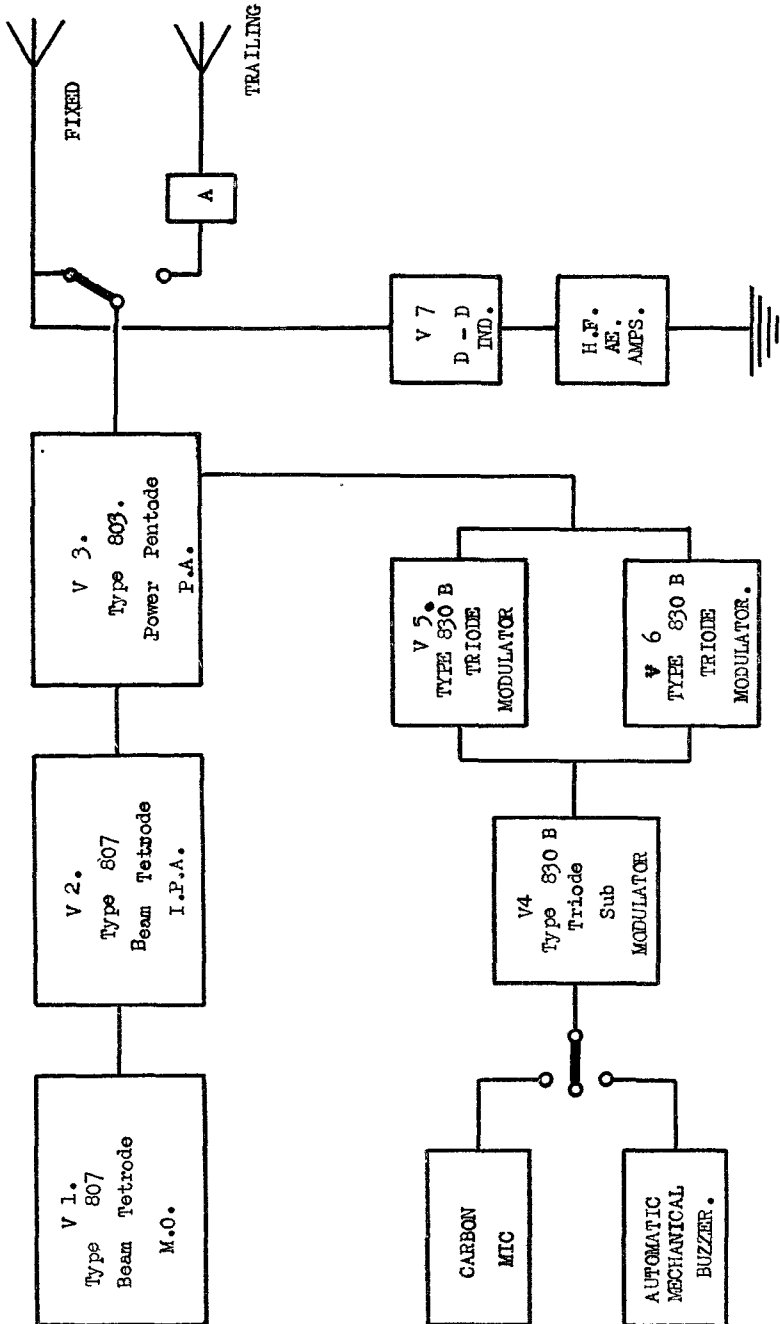 V 1.
Type 807
Beam Tetrode
M.O.
V 2.
Type 807
Beam Tetrode
I.P.A.
V 3.
Type 803.
Power Pentode
P.A.
FIXED
A
TRAILING
V 7
D - D
IND.
H.F.
AE.
AMPS.
CARBON
MIC
AUTOMATIC
MECHANICAL
BUZZER.
V4
Type 830 B
Triode
Sub
MODULATOR
V 5.
TYPE 830 B
TRIODE
MODULATOR
V 6
TYPE 830 B
TRIODE
MODULATOR.